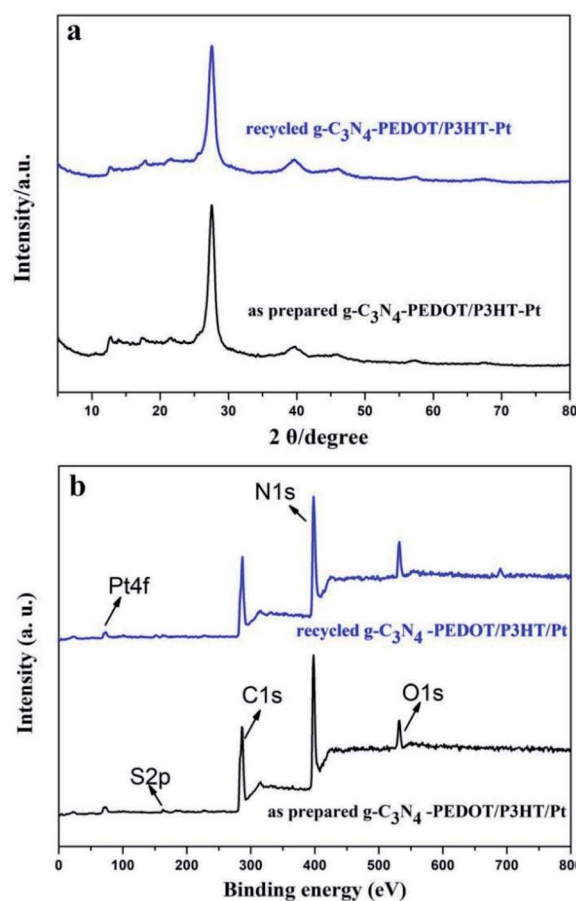 a
recycled g-C3N4-PEDOT/P3HT-Pt
as prepared g-C3N4-PEDOT/P3HT-Pt
Intensity/a.u.
10 20 30 40 50 60 70 80
2 θ/degree
b
N1s
Pt4f
recycled g-C3N4 -PEDOT/P3HT/Pt
C1s
O1s
S2p
as prepared g-C3N4 -PEDOT/P3HT/Pt
Intensity (a. u.)
0 100 200 300 400 500 600 700 800
Binding energy (eV)